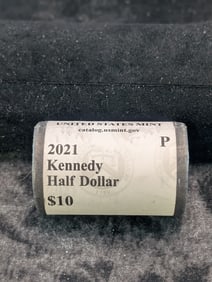 UNITED STATES MINT
catalog.usmint.gov
2021 P
Kennedy
Half Dollar
$10